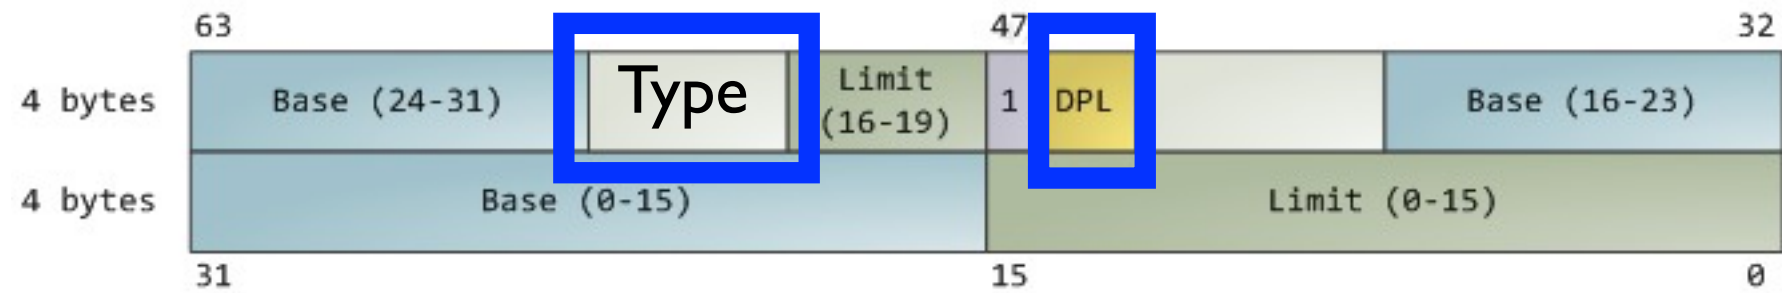 63 47 32
4 bytes Base (24-31) Type Limit (16-19) 1 DPL Base (16-23)
4 bytes Base (0-15) Limit (0-15)
31 15 0